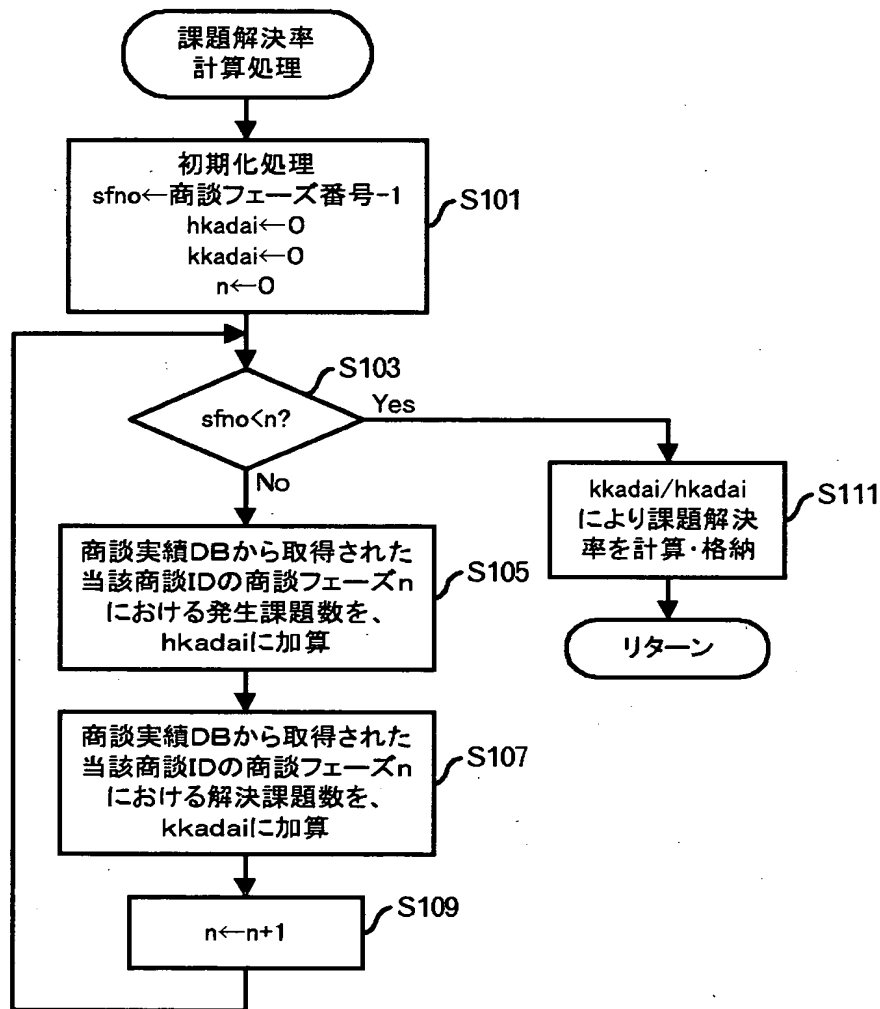 課題解決率
計算処理
初期化処理
sfno←商談フェーズ番号-1
hkadai←0
kkadai←0
n←0
S101
S103
sfno<n?
Yes
No
kkadai/hkadai
により課題解決
率を計算・格納
S111
商談実績DBから取得された
当該商談IDの商談フェーズn
における発生課題数を、
hkadaiに加算
S105
リターン
商談実績DBから取得された
当該商談IDの商談フェーズn
における解決課題数を、
kkadaiに加算
S107
n←n+1
S109